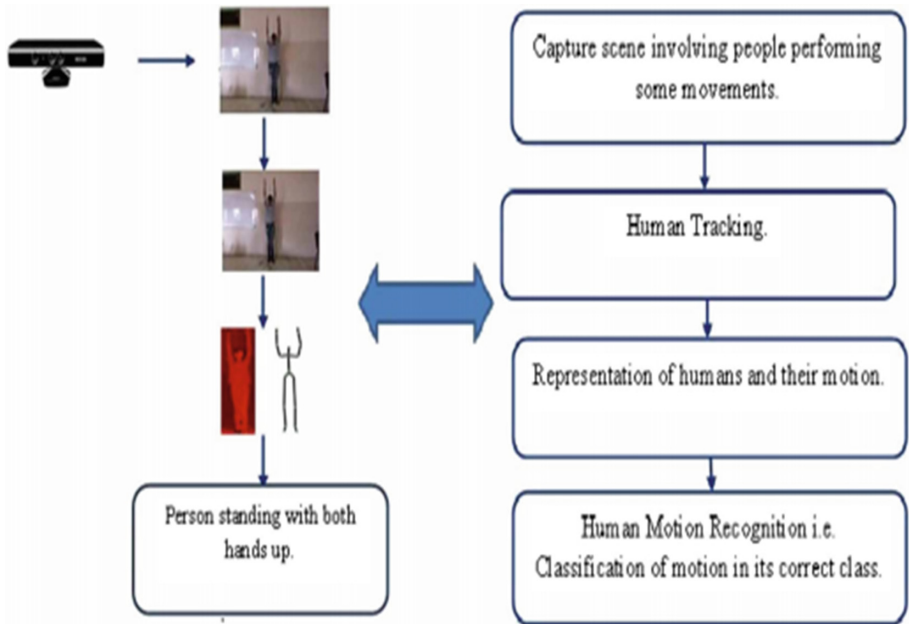 Capture scene involving people performing
some movements.
Human Tracking.
Representation of humans and their motion.
Person standing with both
hands up.
Human Motion Recognition i.e.
Classification of motion in its correct class.